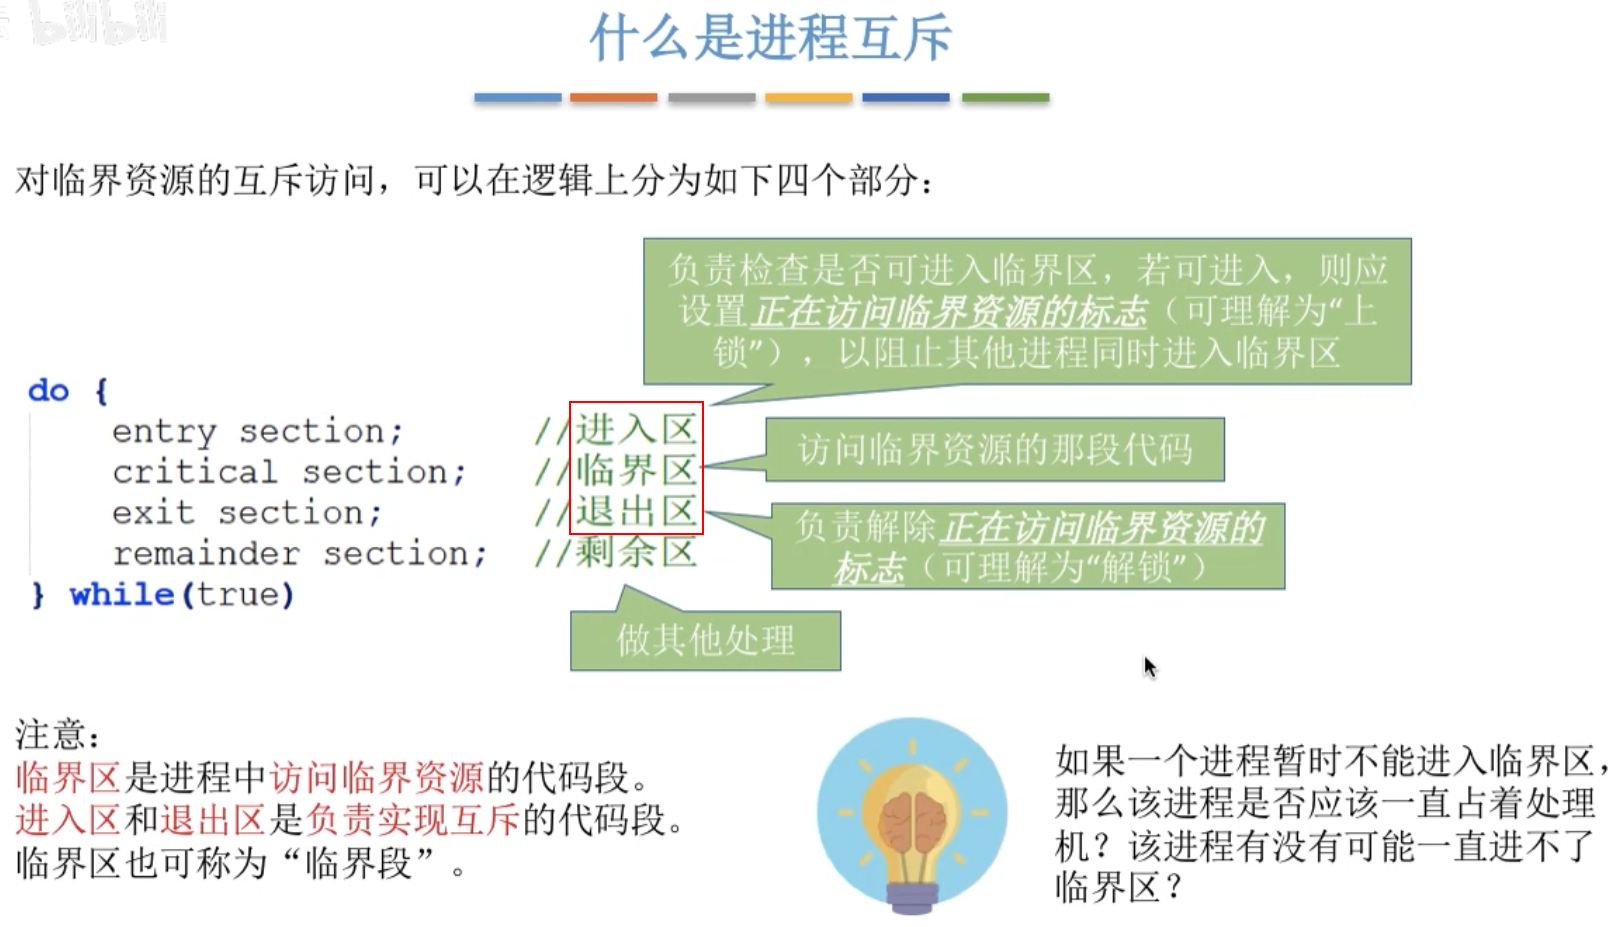 bilibili
什么是进程互斥
对临界资源的互斥访问，可以在逻辑上分为如下四个部分：
负责检查是否可进入临界区，若可进入，则应
设置正在访问临界资源的标志（可理解为“上
锁”），以阻止其他进程同时进入临界区
do {
entry section; //进入区
critical section; //临界区
exit section; //退出区
remainder section; //剩余区
} while(true)
访问临界资源的那段代码
负责解除正在访问临界资源的
标志（可理解为“解锁”）
做其他处理
注意：
临界区是进程中访问临界资源的代码段。
进入区和退出区是负责实现互斥的代码段。
临界区也可称为“临界段”。
如果一个进程暂时不能进入临界区，
那么该进程是否应该一直占着处理
机？该进程有没有可能一直进不了
临界区？